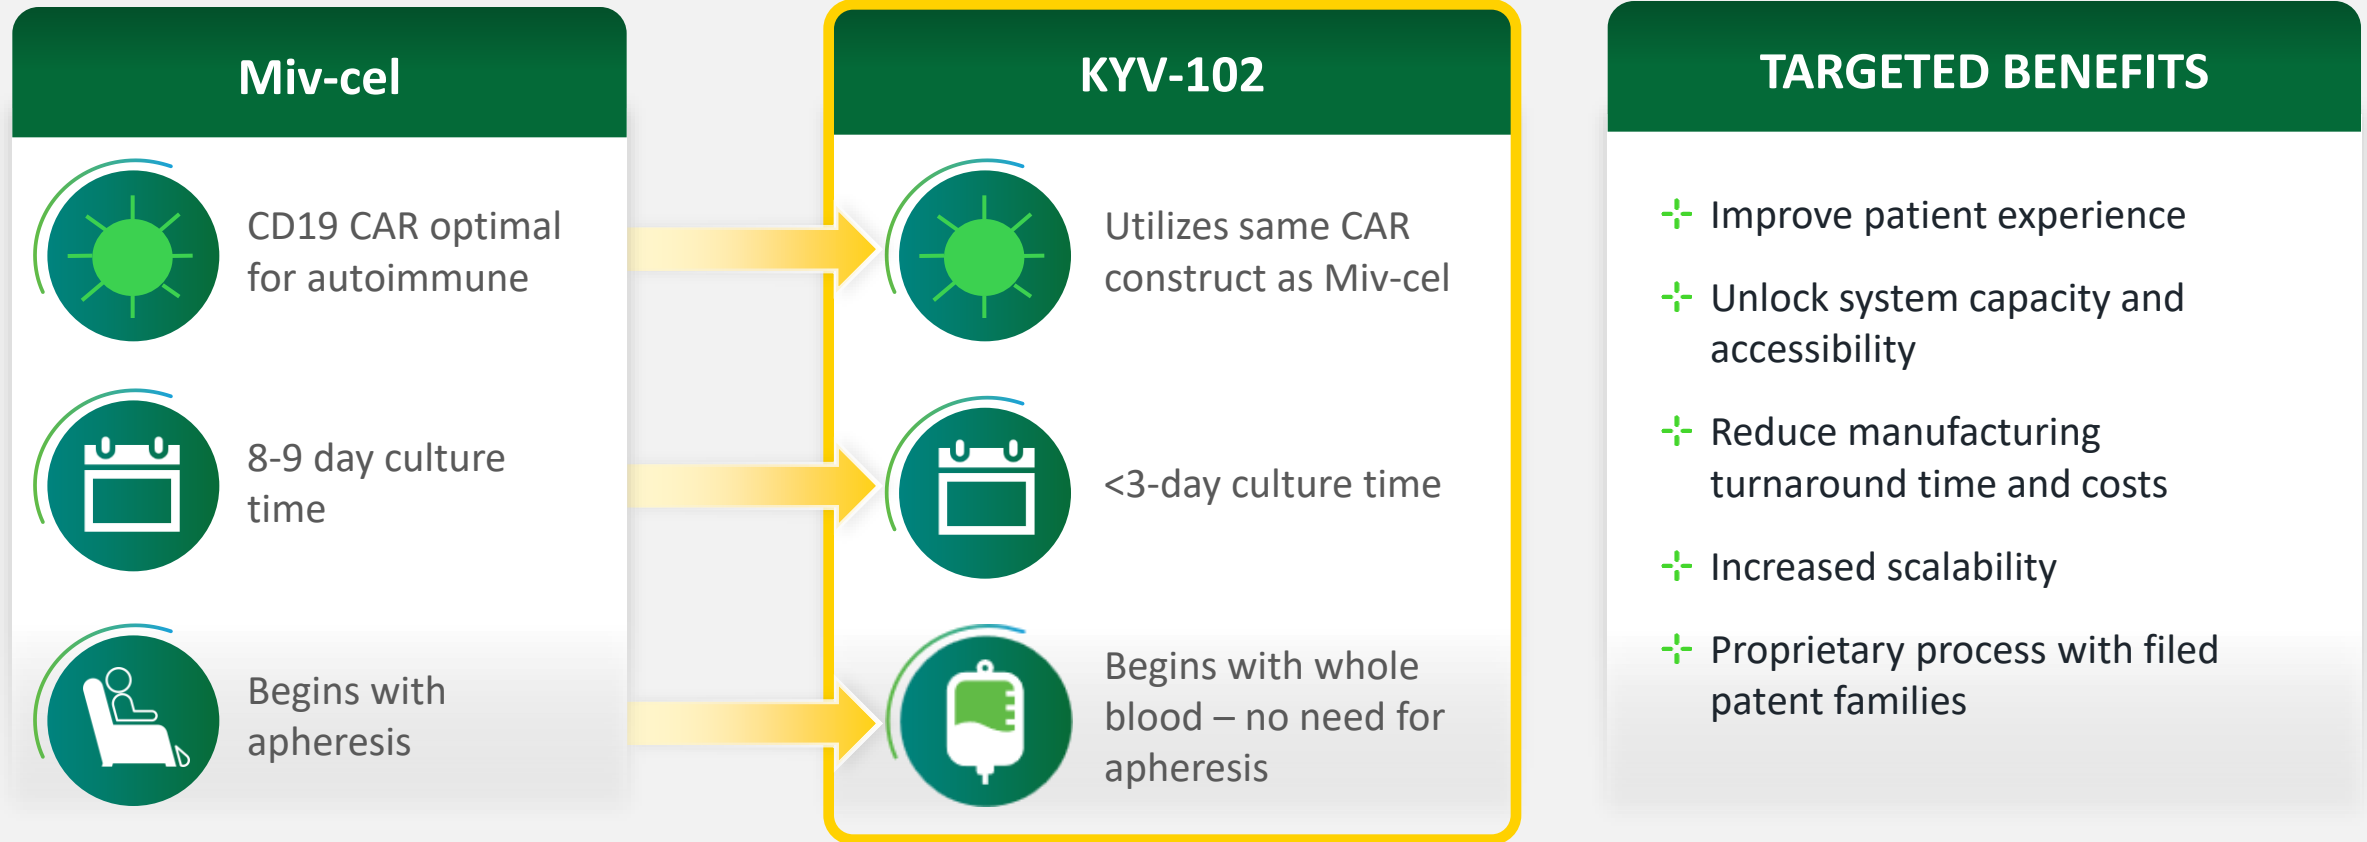 Miv-cel
CD19 CAR optimal
for autoimmune
8-9 day culture
time
Begins with
apheresis
KYV-102
Utilizes same CAR
construct as Miv-cel
<3-day culture time
Begins with whole
blood – no need for
apheresis
TARGETED BENEFITS
Improve patient experience
Unlock system capacity and
accessibility
Reduce manufacturing
turnaround time and costs
Increased scalability
Proprietary process with filed
patent families